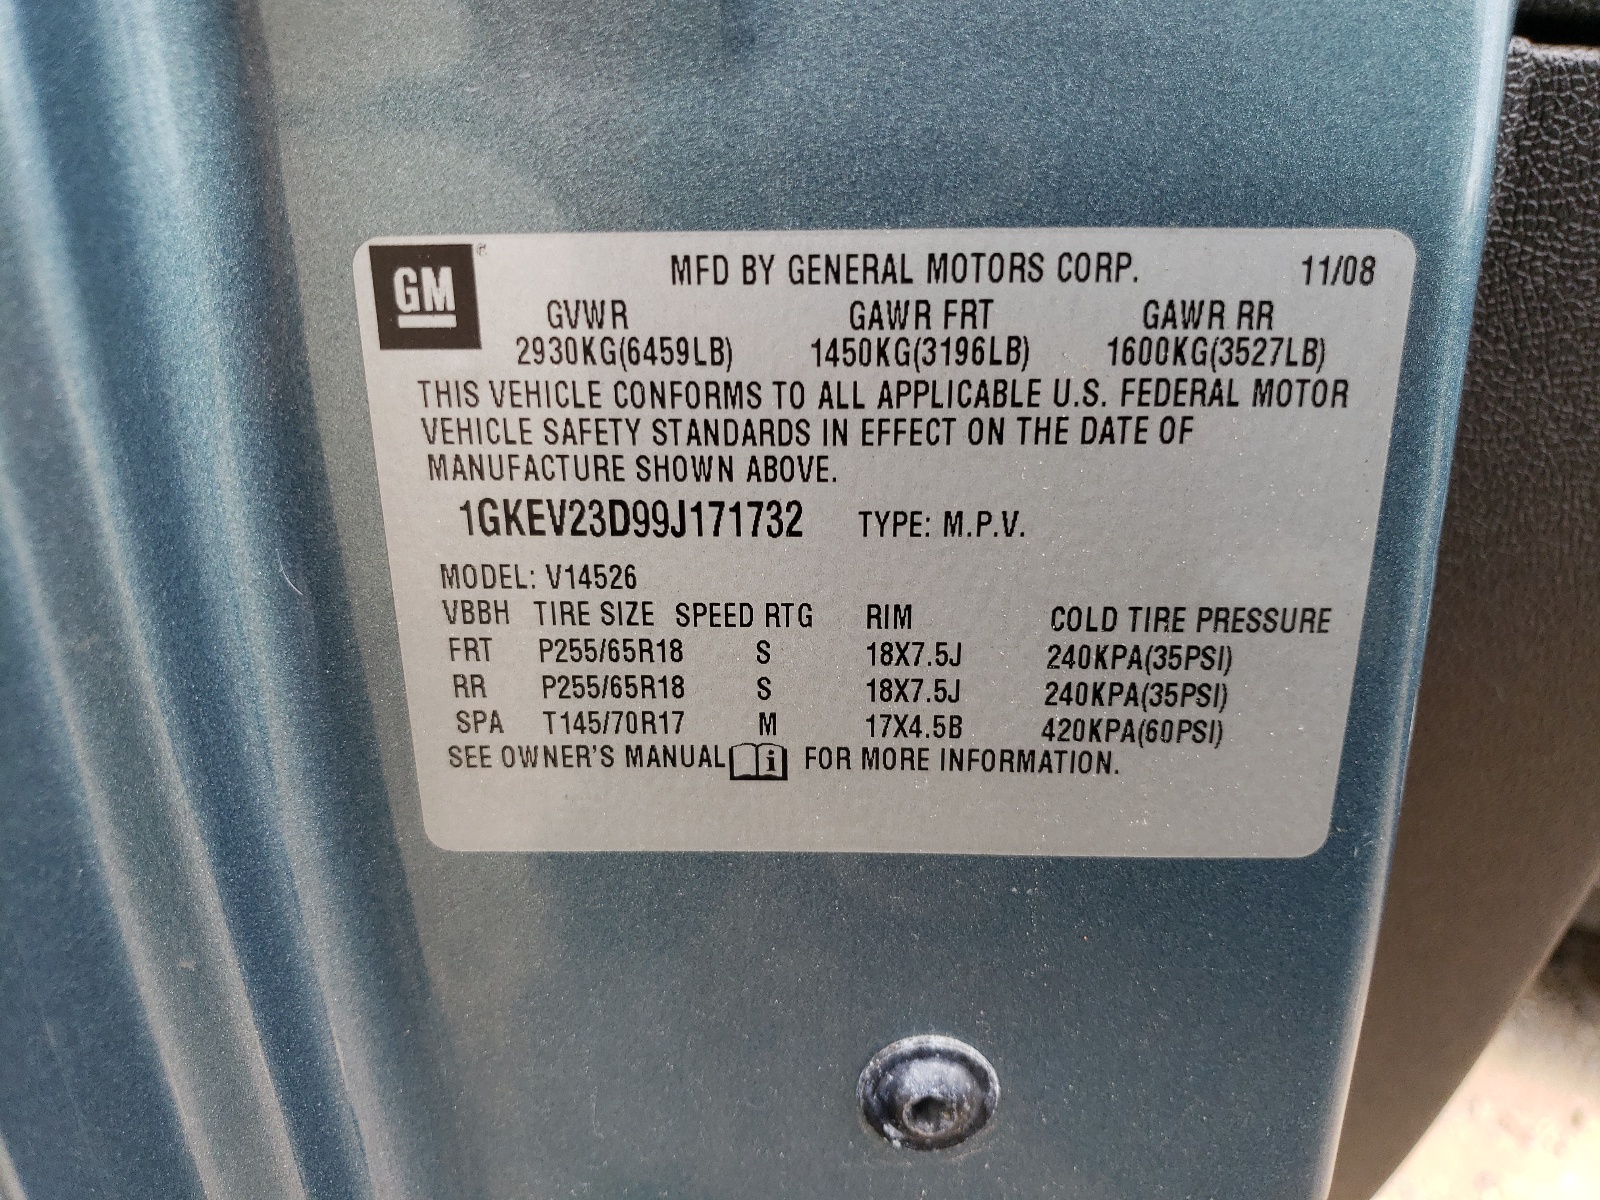 GM ® MFD BY GENERAL MOTORS CORP. 11/08
GVWR GAWR FRT GAWR RR
2930KG(6459LB) 1450KG(3196LB) 1600KG(3527LB)
THIS VEHICLE CONFORMS TO ALL APPLICABLE U.S. FEDERAL MOTOR
VEHICLE SAFETY STANDARDS IN EFFECT ON THE DATE OF
MANUFACTURE SHOWN ABOVE.
1GKEV23D99J171732 TYPE: M.P.V.
MODEL: V14526
VBBH TIRE SIZE SPEED RTG RIM COLD TIRE PRESSURE
FRT P255/65R18 S 18X7.5J 240KPA(35PSI)
RR P255/65R18 S 18X7.5J 240KPA(35PSI)
SPA T145/70R17 M 17X4.5B 420KPA(60PSI)
SEE OWNER'S MANUAL i FOR MORE INFORMATION.